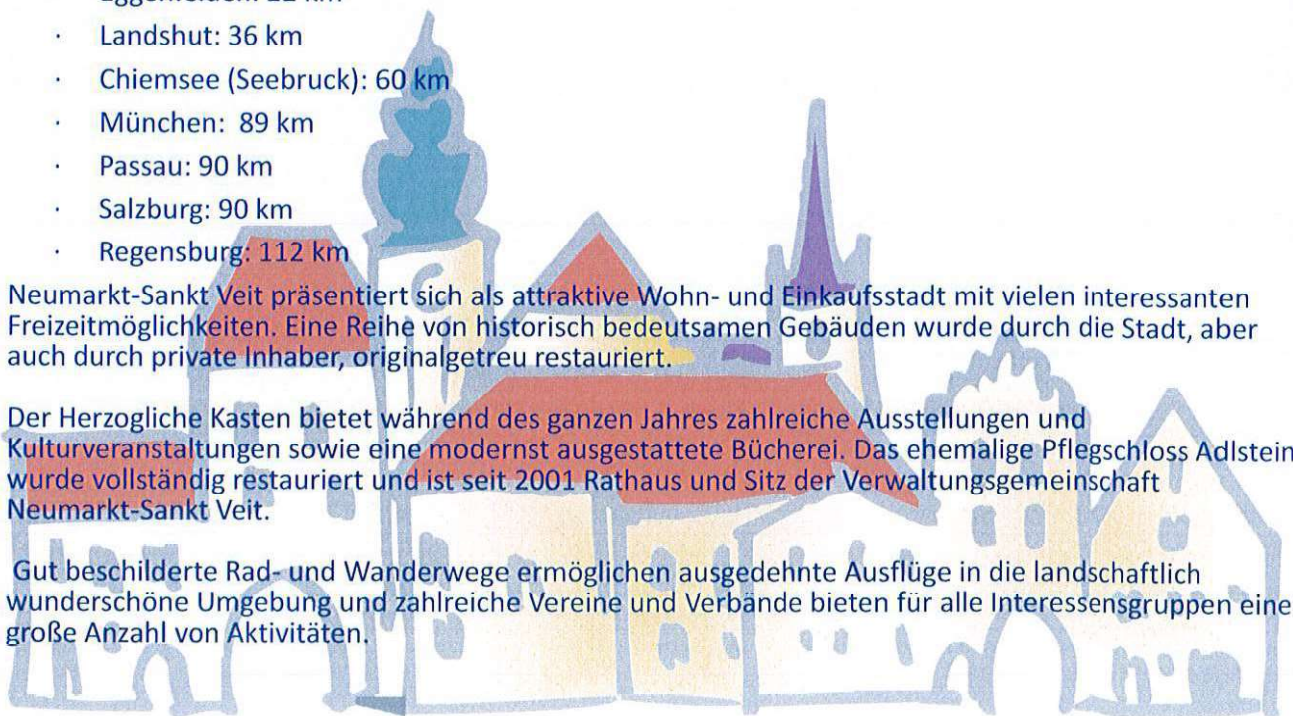 · Landshut: 36 km
· Chiemsee (Seebruck): 60 km
· München: 89 km
· Passau: 90 km
· Salzburg: 90 km
· Regensburg: 112 km
Neumarkt-Sankt Veit präsentiert sich als attraktive Wohn- und Einkaufsstadt mit vielen interessanten
Freizeitmöglichkeiten. Eine Reihe von historisch bedeutsamen Gebäuden wurde durch die Stadt, aber
auch durch private Inhaber, originalgetreu restauriert.
Der Herzogliche Kasten bietet während des ganzen Jahres zahlreiche Ausstellungen und
Kulturveranstaltungen sowie eine modernst ausgestattete Bücherei. Das ehemalige Pflegschloss Adlstein
wurde vollständig restauriert und ist seit 2001 Rathaus und Sitz der Verwaltungsgemeinschaft
Neumarkt-Sankt Veit.
Gut beschilderte Rad- und Wanderwege ermöglichen ausgedehnte Ausflüge in die landschaftlich
wunderschöne Umgebung und zahlreiche Vereine und Verbände bieten für alle Interessensgruppen eine
große Anzahl von Aktivitäten.